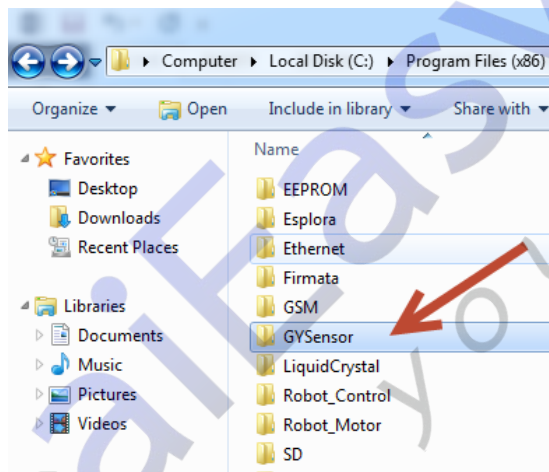 Computer ▸ Local Disk (C:) ▸ Program Files (x86)
Organize Open Include in library Share with
Favorites
Desktop
Downloads
Recent Places
Libraries
Documents
Music
Pictures
Videos
Name
EEPROM
Esplora
Ethernet
Firmata
GSM
GYSensor
LiquidCrystal
Robot_Control
Robot_Motor
SD